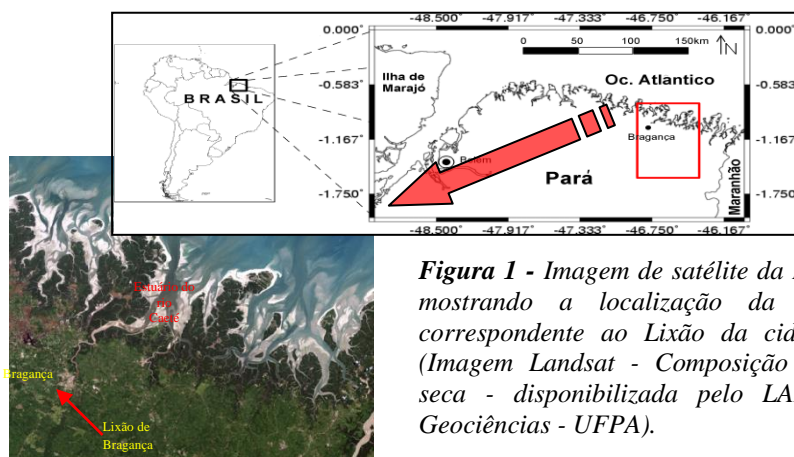 -48.500° -47.917° -47.333° -46.750° -46.167°
0.000° 0.000°
0 50 100 150km
N
Ilha de
Marajó
Oc. Atlantico
-0.583° -0.583°
BRASIL
Bragança
-1.167° -1.167°
Belém
Pará
Maranhão
-1.750° -1.750°
-48.500° -47.917° -47.333° -46.750° -46.167°
Estuário do
rio
Caeté
Bragança
Lixão de
Bragança
Figura 1 - Imagem de satélite da
mostrando a localização da
correspondente ao Lixão da
(Imagem Landsat - Composição
seca - disponibilizada pelo
Geociências - UFPA).